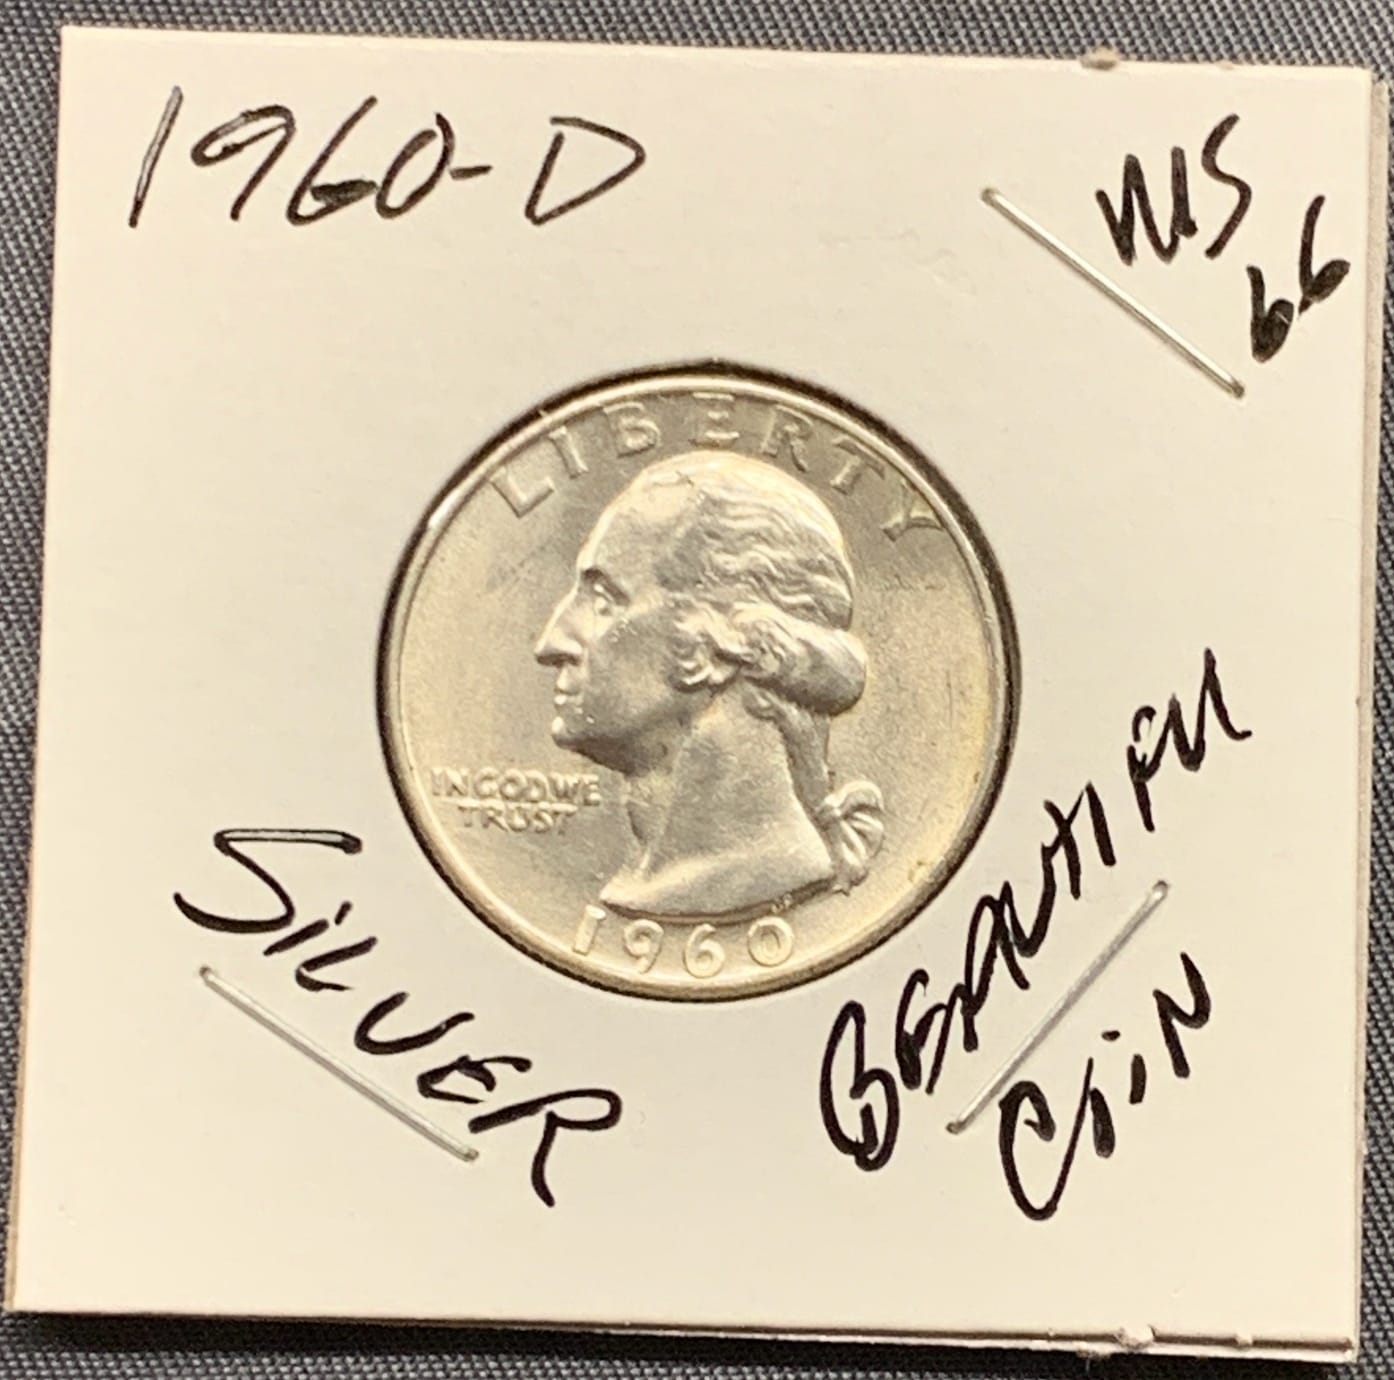 1960-D
MS
66
LIBERTY
IN GOD WE
TRUST
1960
SILVER
BEAUTIFUL
COIN